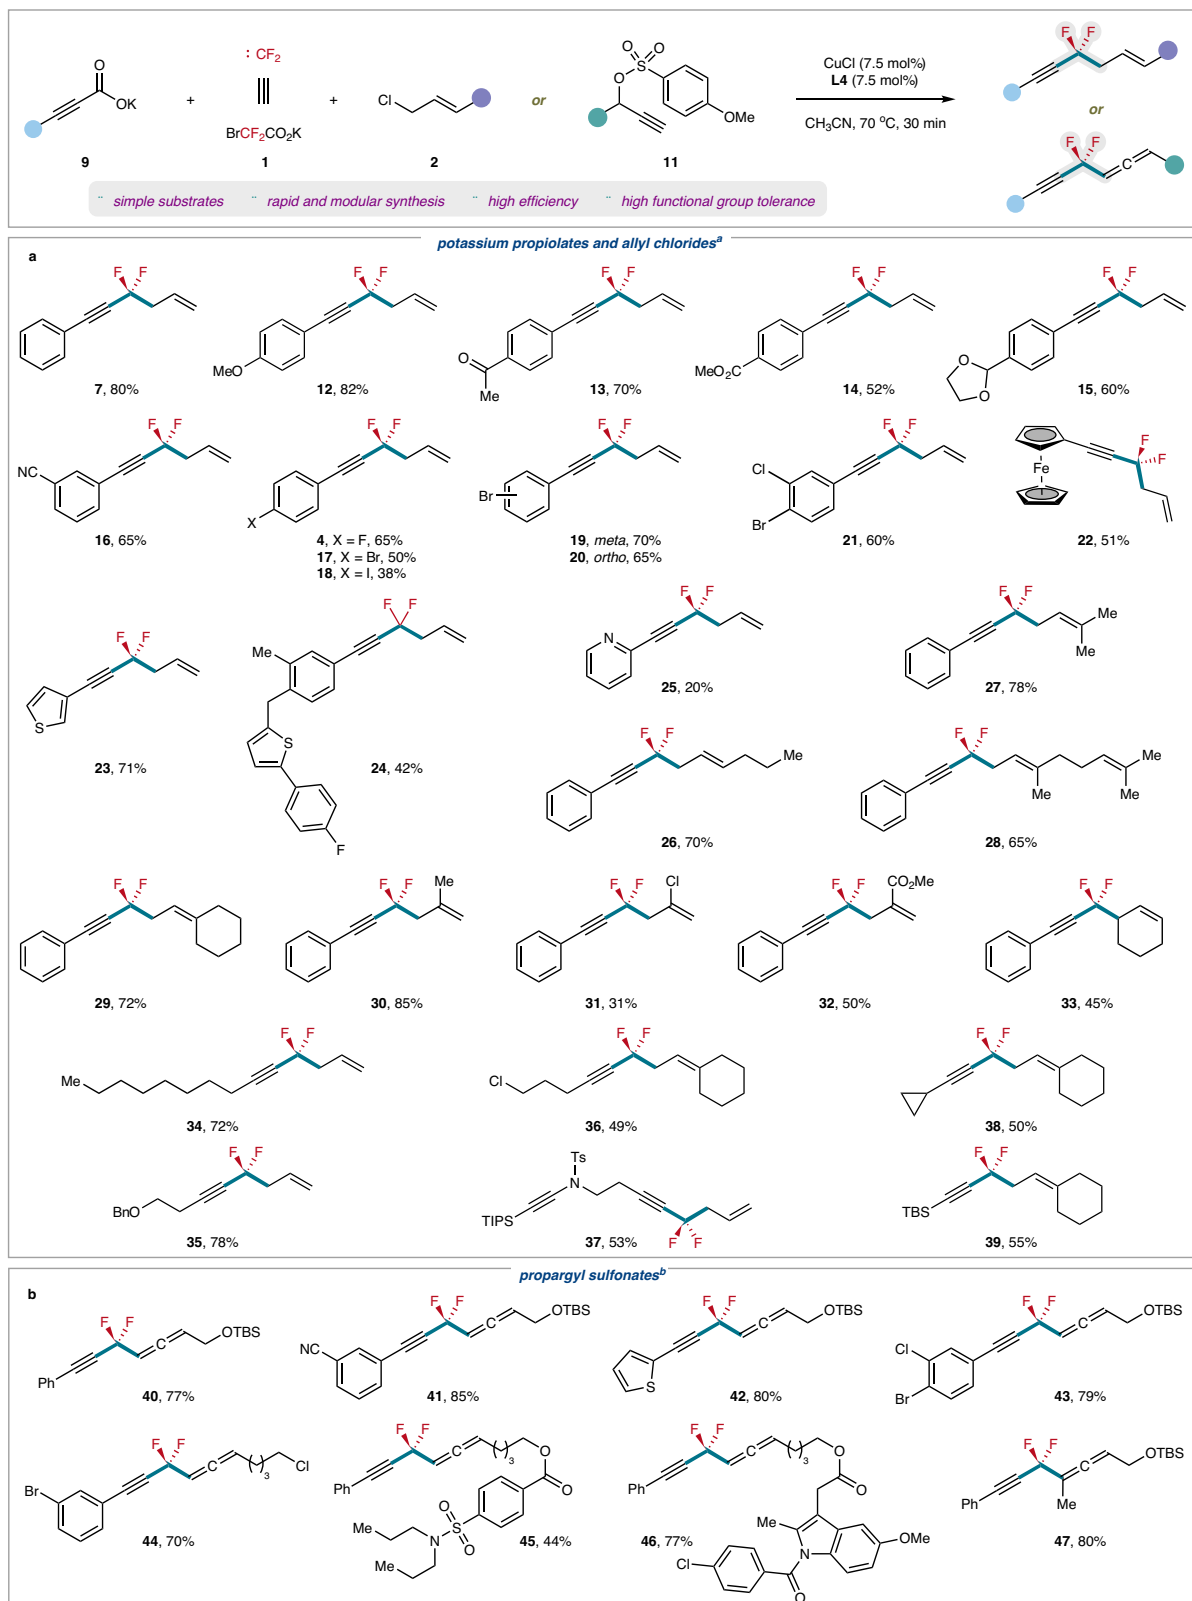 : CF2
O
OK
+
BrCF2CO2K
+
Cl
or
O O
S
O
OMe
CuCl (7.5 mol%)
L4 (7.5 mol%)
CH3CN, 70 °C, 30 min
F F
or
F F
C
9
1
2
11
¨ simple substrates ¨ rapid and modular synthesis ¨ high efficiency ¨ high functional group tolerance
potassium propiolates and allyl chloridesᵃ
a
F F
7, 80%
F F
MeO
12, 82%
F F
O
Me
13, 70%
F F
MeO2C
14, 52%
F F
O
O
15, 60%
F F
NC
16, 65%
F F
X
4, X = F, 65%
17, X = Br, 50%
18, X = I, 38%
F F
Br
19, meta, 70%
20, ortho, 65%
F F
Cl
Br
21, 60%
Fe
F
F
22, 51%
F F
S
23, 71%
F F
Me
S
F
24, 42%
F F
N
25, 20%
F F
Me
Me
27, 78%
F F
Me
26, 70%
F F
Me
Me
Me
28, 65%
F F
29, 72%
F F
Me
30, 85%
F F
Cl
31, 31%
F F
CO2Me
32, 50%
F F
33, 45%
F F
Me
34, 72%
F F
Cl
36, 49%
F F
38, 50%
F F
BnO
35, 78%
Ts
N
TIPS
F F
37, 53%
F F
TBS
39, 55%
propargyl sulfonatesᵇ
b
F F
C
OTBS
Ph
40, 77%
F F
C
OTBS
NC
41, 85%
F F
C
OTBS
S
42, 80%
F F
C
OTBS
Cl
Br
43, 79%
F F
C
( )3
Cl
Br
44, 70%
F F
C
( )3
O
O
Ph
Me
Me
N
S
O
O
45, 44%
F F
C
( )3
O
O
Ph
Me
N
OMe
Cl
O
46, 77%
F F
C
OTBS
Ph
Me
47, 80%